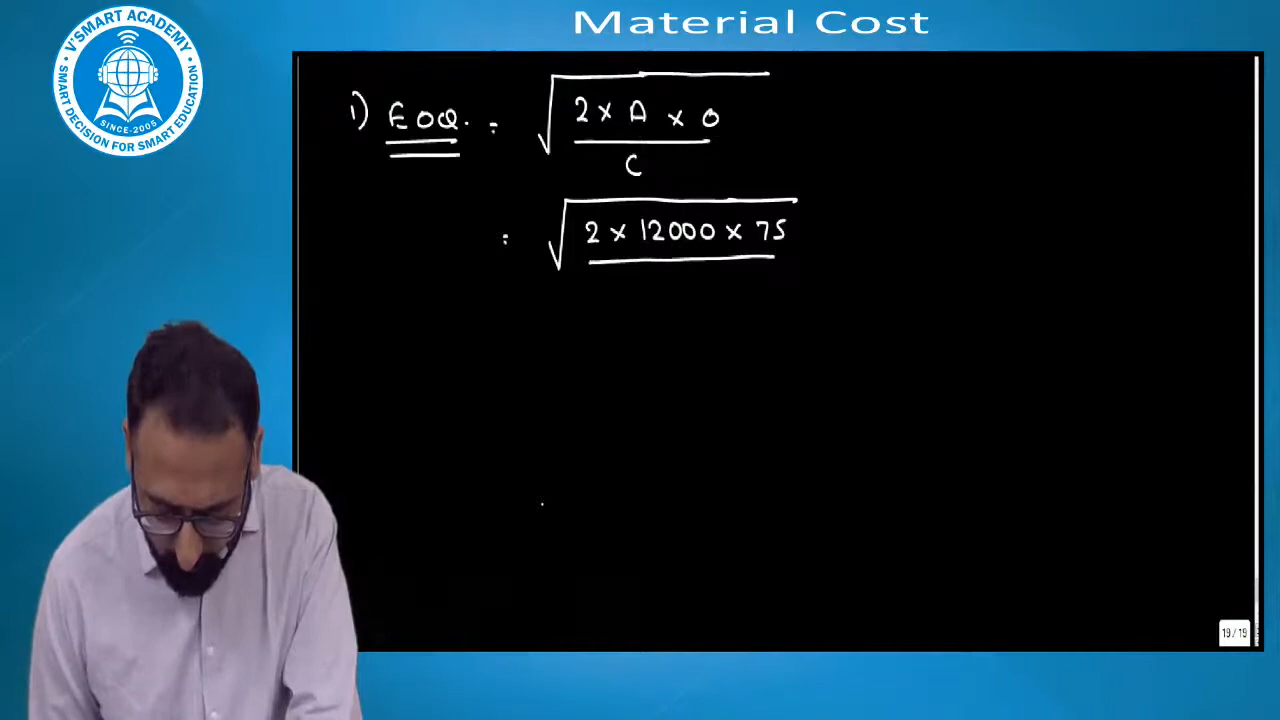 Material Cost
V'SMART ACADEMY
SMART DECISION FOR SMART EDUCATION
SINCE-2005
1) EOQ. = √ 2 × A × O
C
= √ 2 × 12000 × 75
19/19